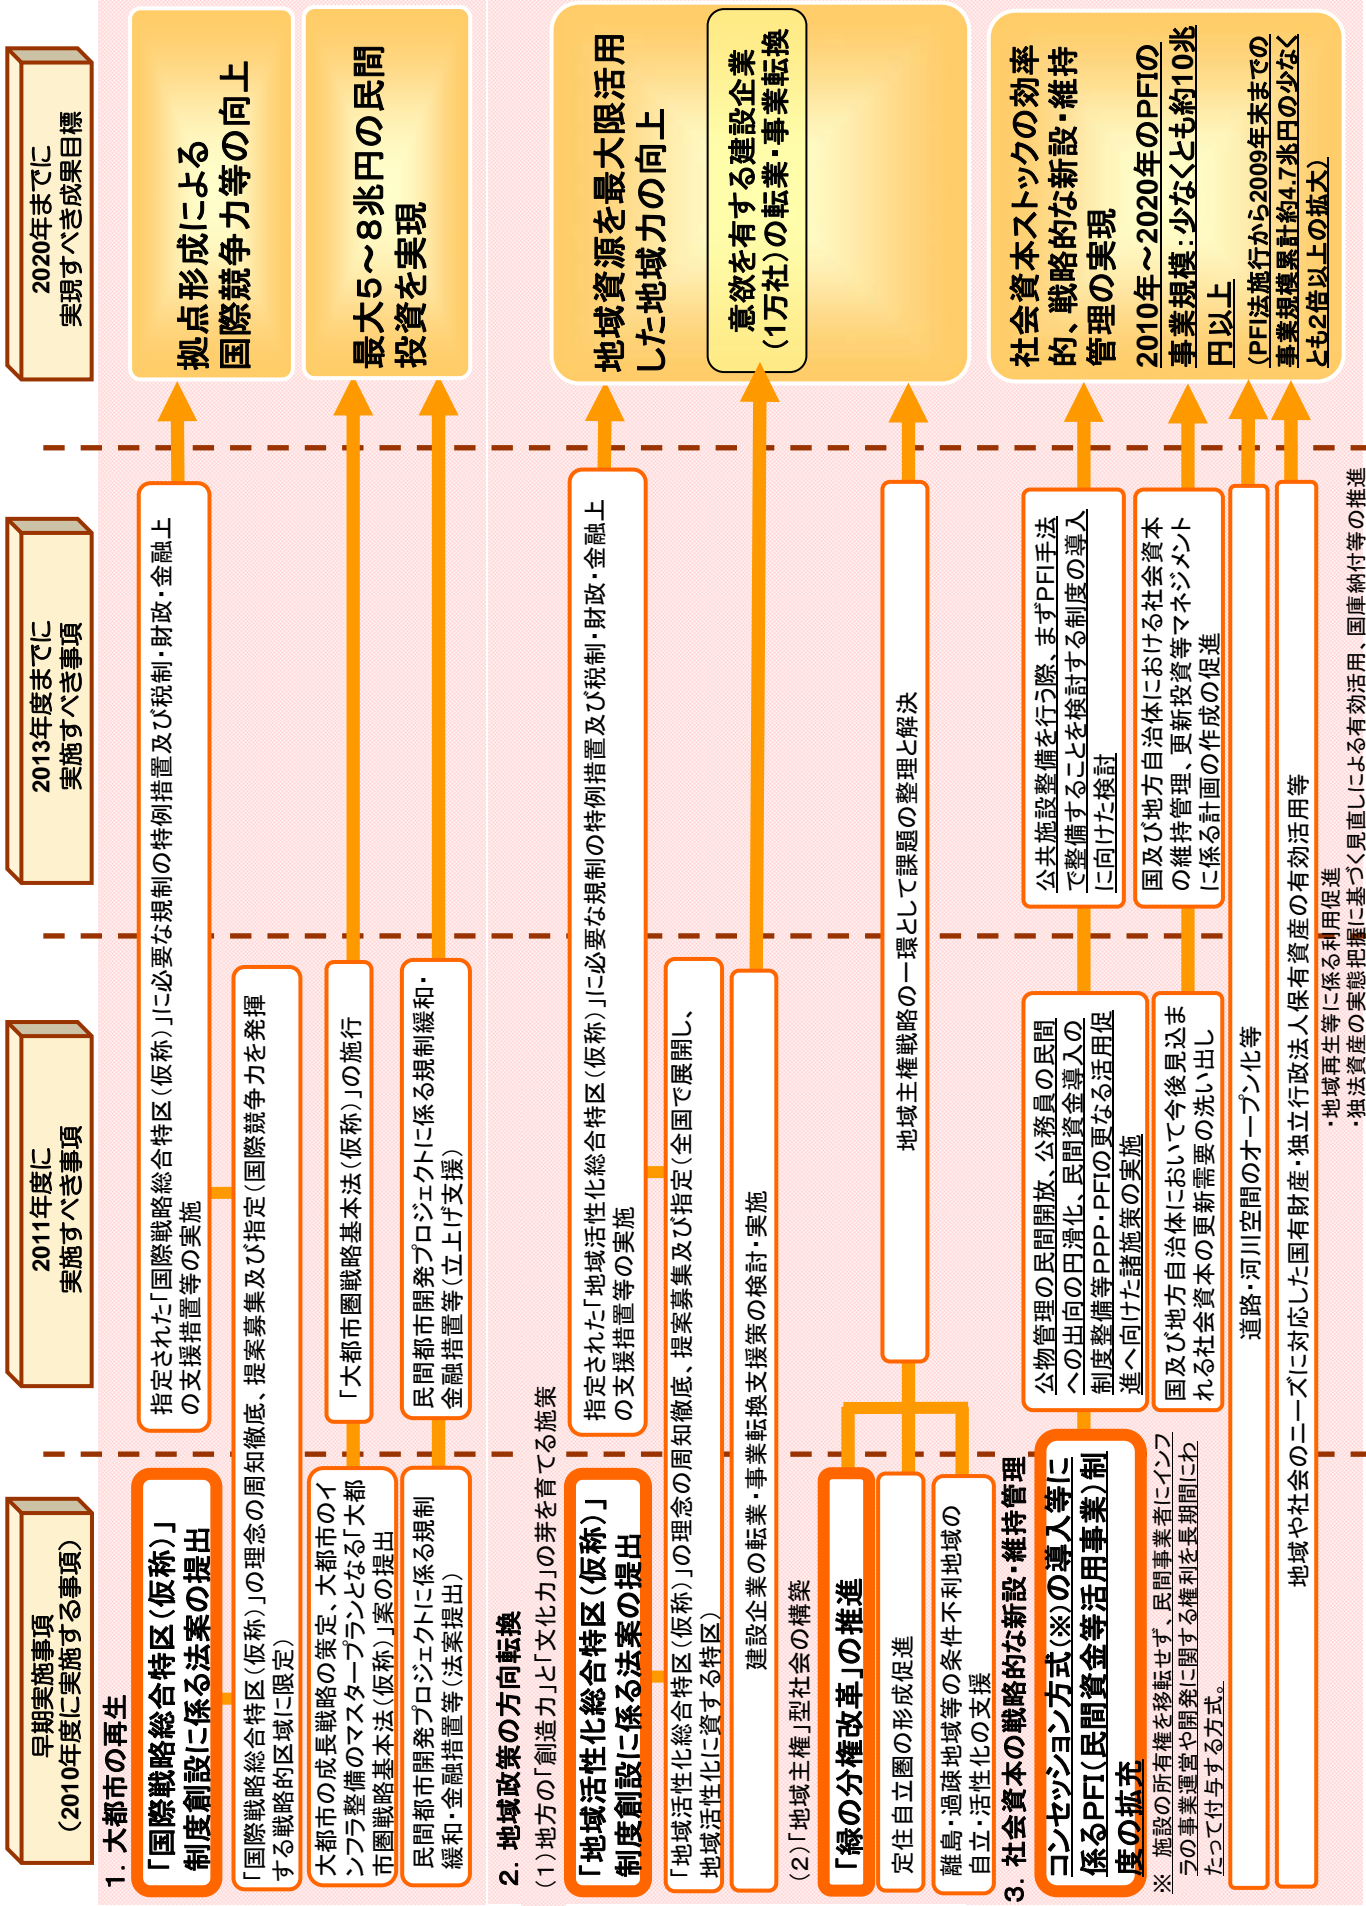 早期実施事項
（2010年度に実施する事項）
2011年度に
実施すべき事項
2013年度までに
実施すべき事項
2020年までに
実現すべき成果目標
１．大都市の再生
「国際戦略総合特区（仮称）」
制度創設に係る法案の提出
指定された「国際戦略総合特区（仮称）」に必要な規制の特例措置及び税制・財政・金融上
の支援措置等の実施
「国際戦略総合特区（仮称）」の理念の周知徹底、提案募集及び指定（国際競争力を発揮
する戦略的区域に限定）
拠点形成による
国際競争力等の向上
大都市の成長戦略の策定、大都市のイ
ンフラ整備のマスタープランとなる「大都
市圏戦略基本法（仮称）」案の提出
「大都市圏戦略基本法（仮称）」の施行
民間都市開発プロジェクトに係る規制
緩和・金融措置等（法案提出）
民間都市開発プロジェクトに係る規制緩和・
金融措置等（立上げ支援）
最大５～８兆円の民間
投資を実現
２．地域政策の方向転換
（１）地方の「創造力」と「文化力」の芽を育てる施策
「地域活性化総合特区（仮称）」
制度創設に係る法案の提出
指定された「地域活性化総合特区（仮称）」に必要な規制の特例措置及び税制・財政・金融上
の支援措置等の実施
「地域活性化総合特区（仮称）」の理念の周知徹底、提案募集及び指定（全国で展開し、
地域活性化に資する特区）
建設企業の転業・事業転換支援策の検討・実施
地域資源を最大限活用
した地域力の向上
意欲を有する建設企業
（１万社）の転業・事業転換
（２）「地域主権」型社会の構築
「緑の分権改革」の推進
定住自立圏の形成促進
離島・過疎地域等の条件不利地域の
自立・活性化の支援
地域主権戦略の一環として課題の整理と解決
３．社会資本の戦略的な新設・維持管理
コンセッション方式（※）の導入等に
係るPFI（民間資金等活用事業）制
度の拡充
※ 施設の所有権を移転せず、民間事業者にインフ
ラの事業運営や開発に関する権利を長期間にわ
たって付与する方式。
公物管理の民間開放、公務員の民間
への出向の円滑化、民間資金導入の
制度整備等PPP・PFIの更なる活用促
進へ向けた諸施策の実施
国及び地方自治体において今後見込ま
れる社会資本の更新需要の洗い出し
公共施設整備を行う際、まずPFI手法
で整備することを検討する制度の導入
に向けた検討
国及び地方自治体における社会資本
の維持管理、更新投資等マネジメント
に係る計画の作成の促進
道路・河川空間のオープン化等
地域や社会のニーズに対応した国有財産・独立行政法人保有資産の有効活用等
・地域再生等に係る利用促進
・独法資産の実態把握に基づく見直しによる有効活用、国庫納付等の推進
社会資本ストックの効率
的、戦略的な新設・維持
管理の実現
2010年～2020年のPFIの
事業規模：少なくとも約10兆
円以上
（PFI法施行から2009年末までの
事業規模累計約4.7兆円の少なく
とも2倍以上の拡大）